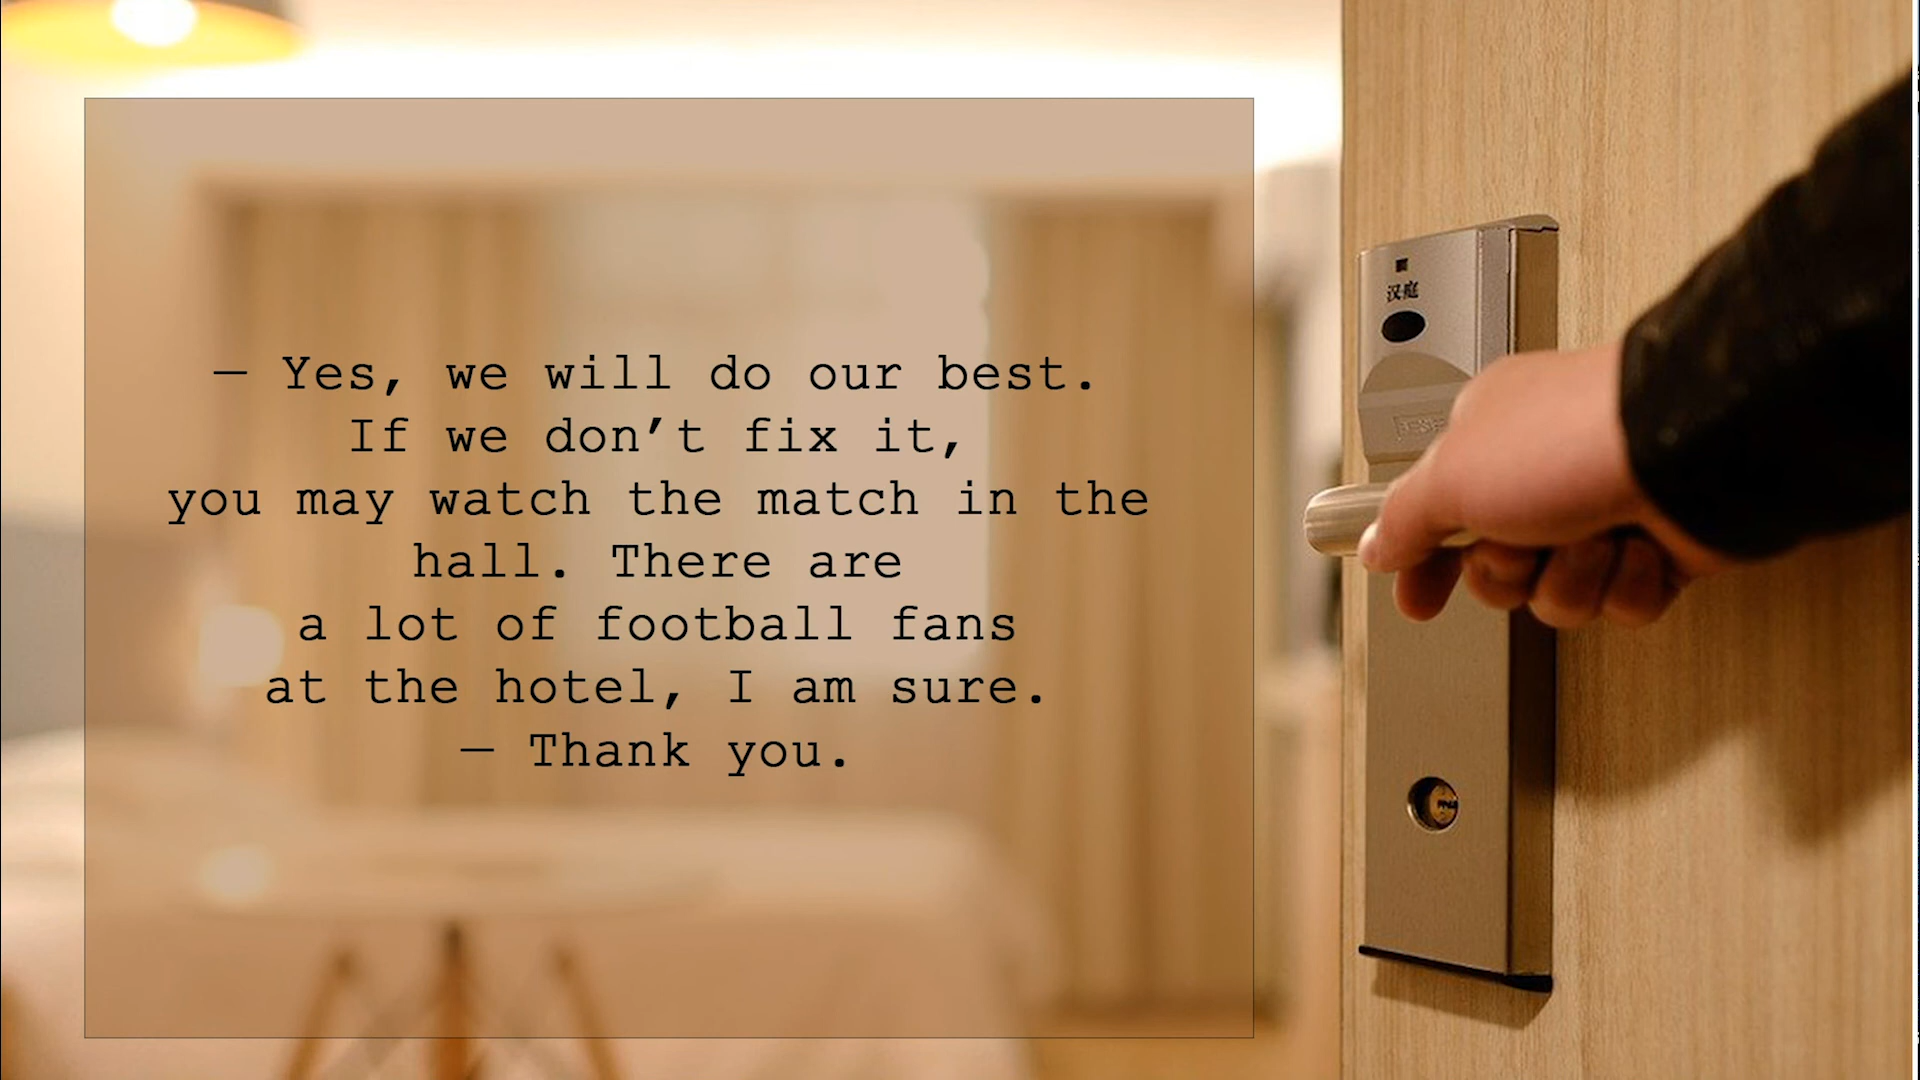 — Yes, we will do our best.
If we don’t fix it,
you may watch the match in the
hall. There are
a lot of football fans
at the hotel, I am sure.
— Thank you.
汉庭